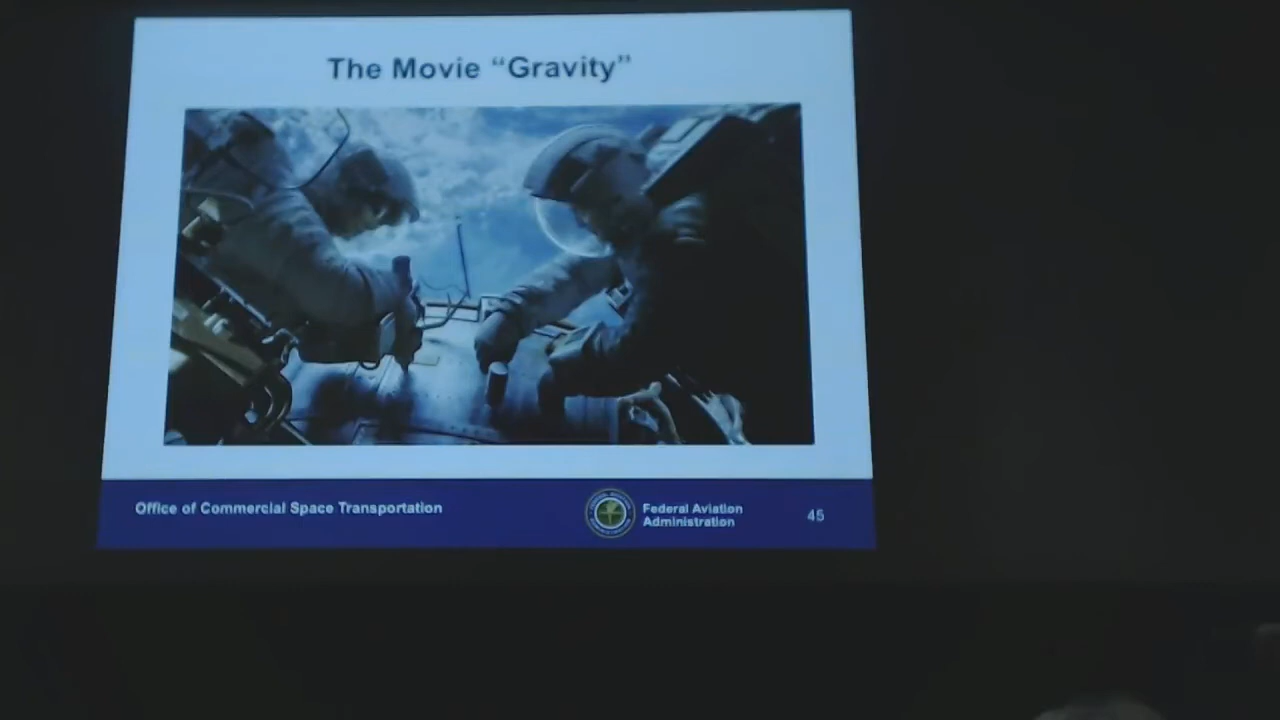 The Movie “Gravity”
Office of Commercial Space Transportation
Federal Aviation
Administration
45